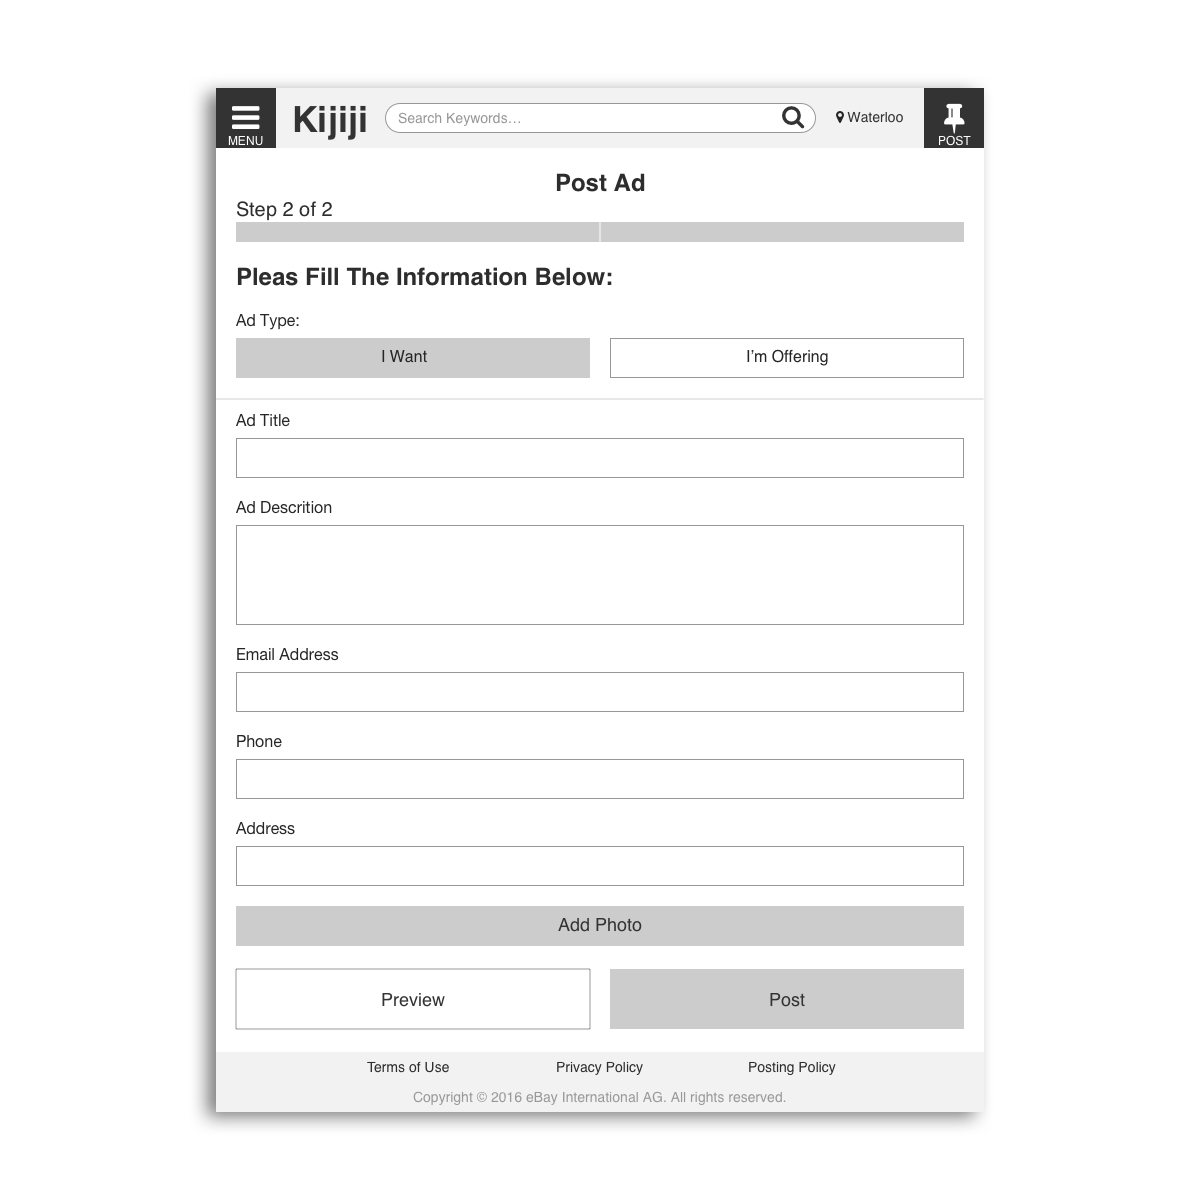 MENU
Kijiji
Search Keywords...
Waterloo
POST
Post Ad
Step 2 of 2
Pleas Fill The Information Below:
Ad Type:
I Want
I'm Offering
Ad Title
Ad Descrition
Email Address
Phone
Address
Add Photo
Preview
Post
Terms of Use
Privacy Policy
Posting Policy
Copyright © 2016 eBay International AG. All rights reserved.